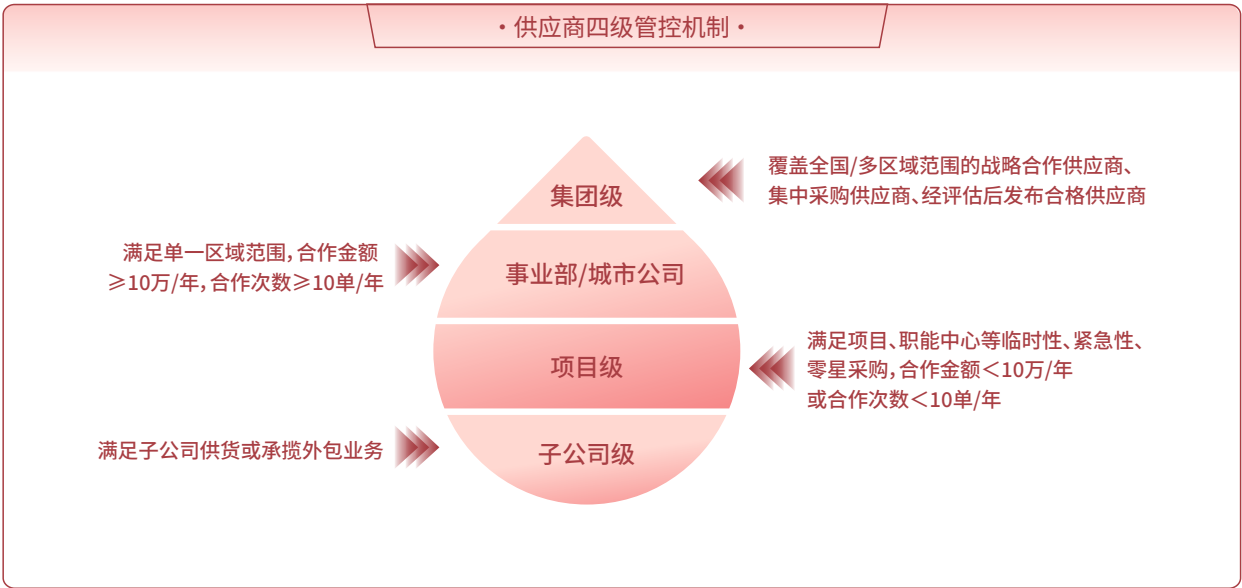 ·供应商四级管控机制·
集团级
覆盖全国/多区域范围的战略合作供应商、
集中采购供应商、经评估后发布合格供应商
事业部/城市公司
满足单一区域范围，合作金额
≥10万/年，合作次数≥10单/年
项目级
满足项目、职能中心等临时性、紧急性、
零星采购，合作金额＜10万/年
或合作次数＜10单/年
子公司级
满足子公司供货或承揽外包业务